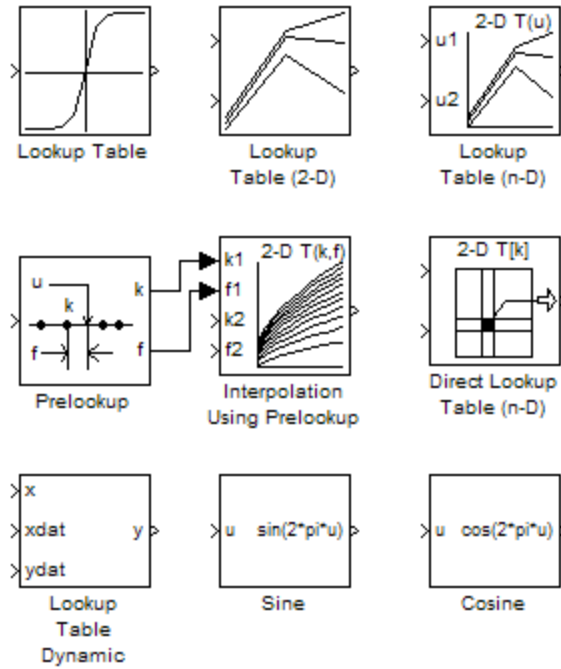 2-D T(u)
u1
u2
Lookup Table
Lookup
Table (2-D)
Lookup
Table (n-D)
u
k
f
k
f
2-D T(k,f)
k1
f1
k2
f2
2-D T[k]
Prelookup
Interpolation
Using Prelookup
Direct Lookup
Table (n-D)
x
xdat
ydat
y
u
sin(2*pi*u)
u
cos(2*pi*u)
Lookup
Table
Dynamic
Sine
Cosine